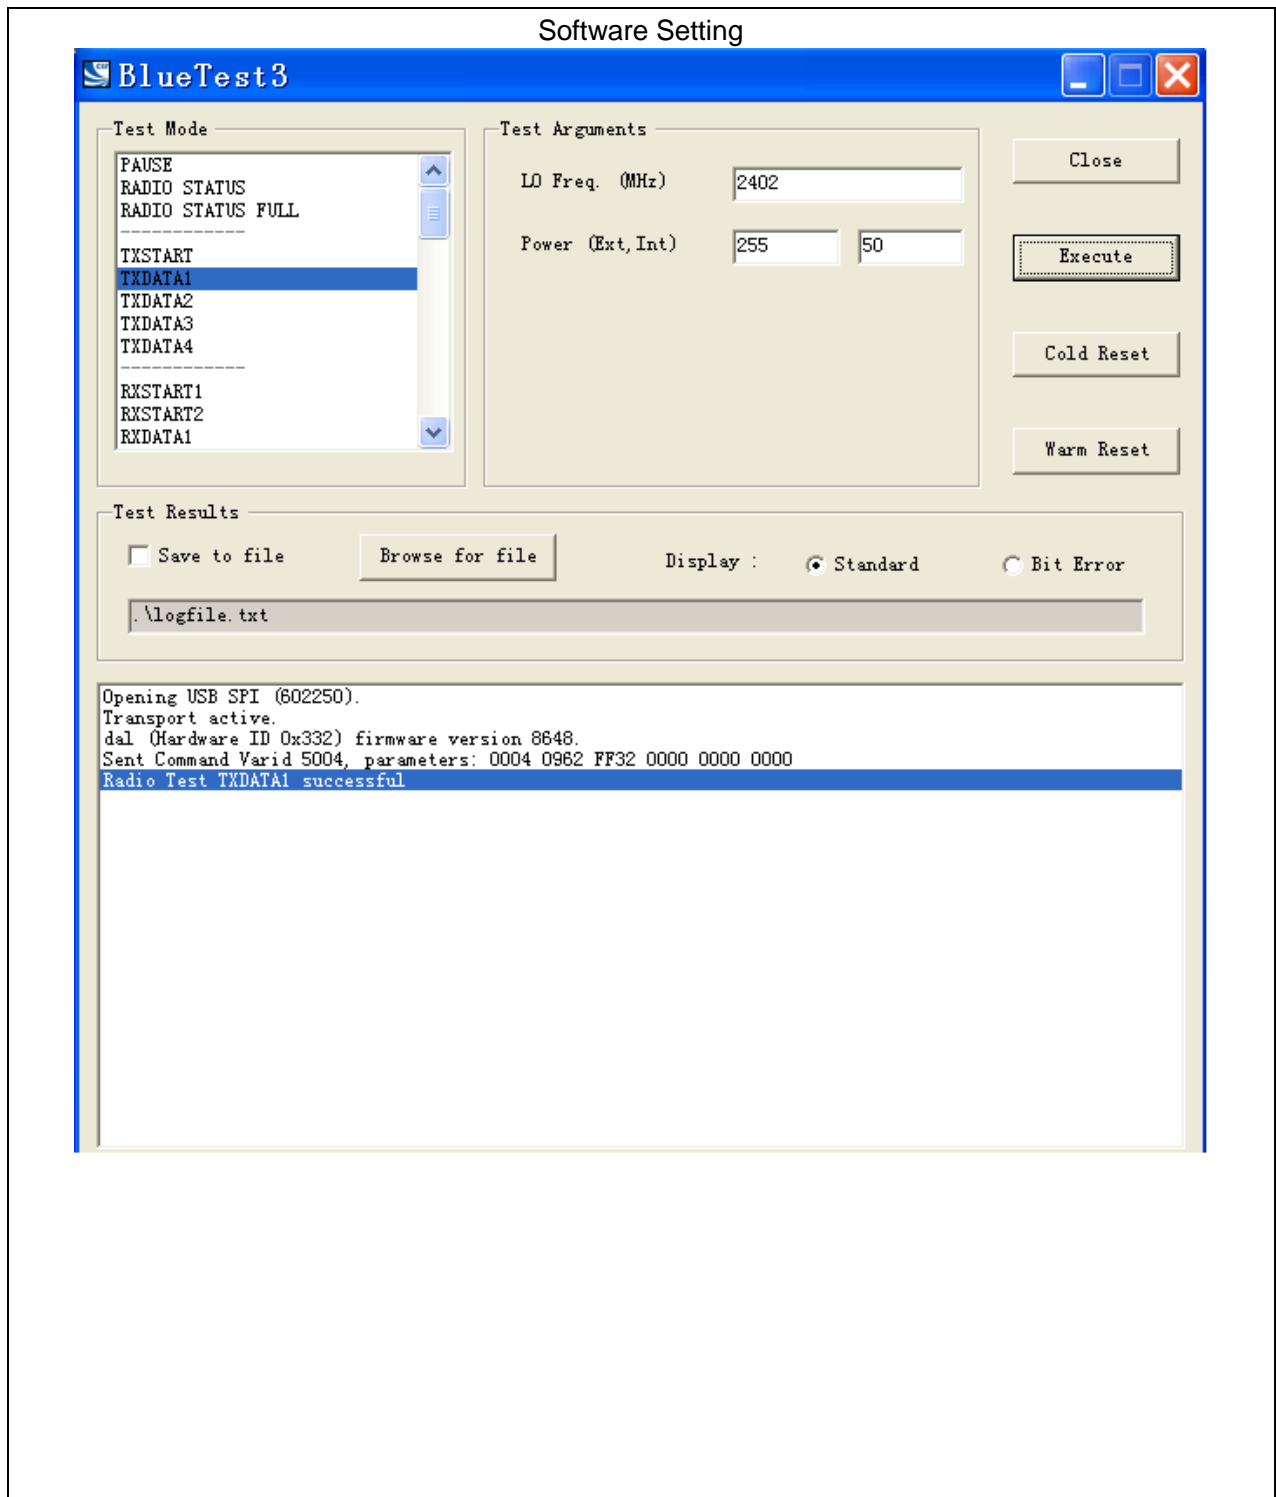 Software Setting
BlueTest3
Test Mode
PAUSE
RADIO STATUS
RADIO STATUS FULL
------------
TXSTART
TXDATA1
TXDATA2
TXDATA3
TXDATA4
------------
RXSTART1
RXSTART2
RXDATA1
Test Arguments
LO Freq. (MHz) 2402
Power (Ext,Int) 255 50
Close
Execute
Cold Reset
Warm Reset
Test Results
Save to file Browse for file Display : Standard Bit Error
.\logfile.txt
Opening USB SPI (602250).
Transport active.
dal (Hardware ID 0x332) firmware version 8648.
Sent Command Varid 5004, parameters: 0004 0962 FF32 0000 0000 0000
Radio Test TXDATA1 successful